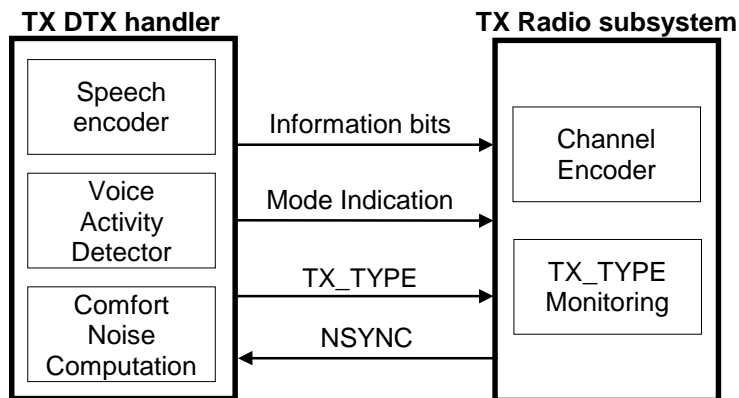 TX DTX handler
TX Radio subsystem
Speech
encoder
Information bits
Channel
Encoder
Voice
Activity
Detector
Mode Indication
TX_TYPE
TX_TYPE
Monitoring
Comfort
Noise
Computation
NSYNC